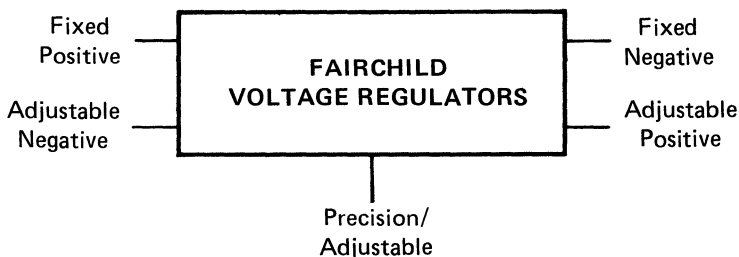 Fixed
Positive
FAIRCHILD
VOLTAGE REGULATORS
Fixed
Negative
Adjustable
Negative
Adjustable
Positive
Precision/
Adjustable